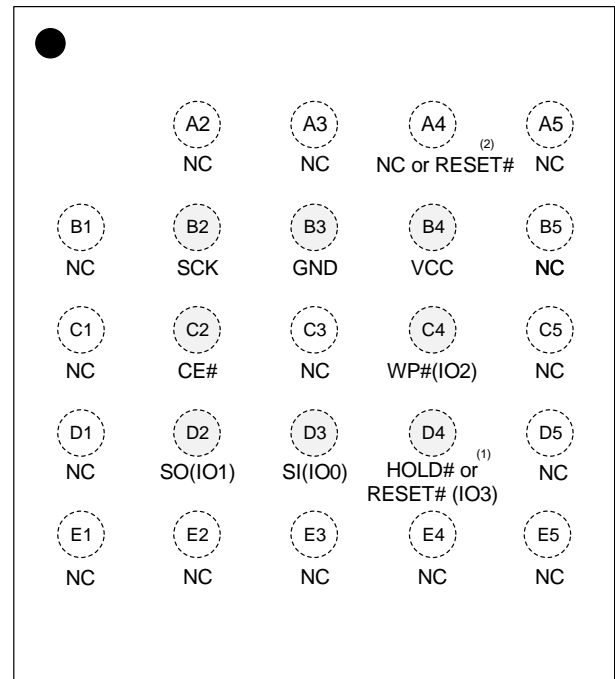 A2 A3 A4 A5
(2)
NC NC NC or RESET# NC
B1 B2 B3 B4 B5
NC SCK GND VCC NC
C1 C2 C3 C4 C5
NC CE# NC WP#(IO2) NC
D1 D2 D3 D4 D5
(1)
NC SO(IO1) SI(IO0) HOLD# or NC
RESET# (IO3)
E1 E2 E3 E4 E5
NC NC NC NC NC